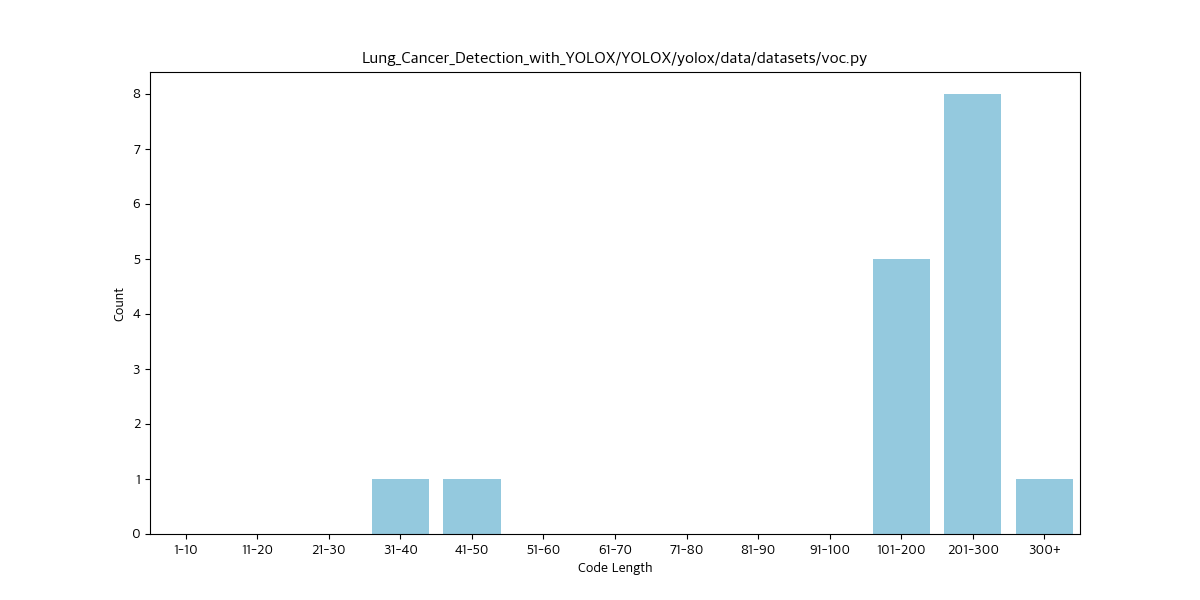 Lung_Cancer_Detection_with_YOLOX/YOLOX/yolox/data/datasets/voc.py
8
7
6
5
4
3
2
1
0
Count
1-10 11-20 21-30 31-40 41-50 51-60 61-70 71-80 81-90 91-100 101-200 201-300 300+
Code Length